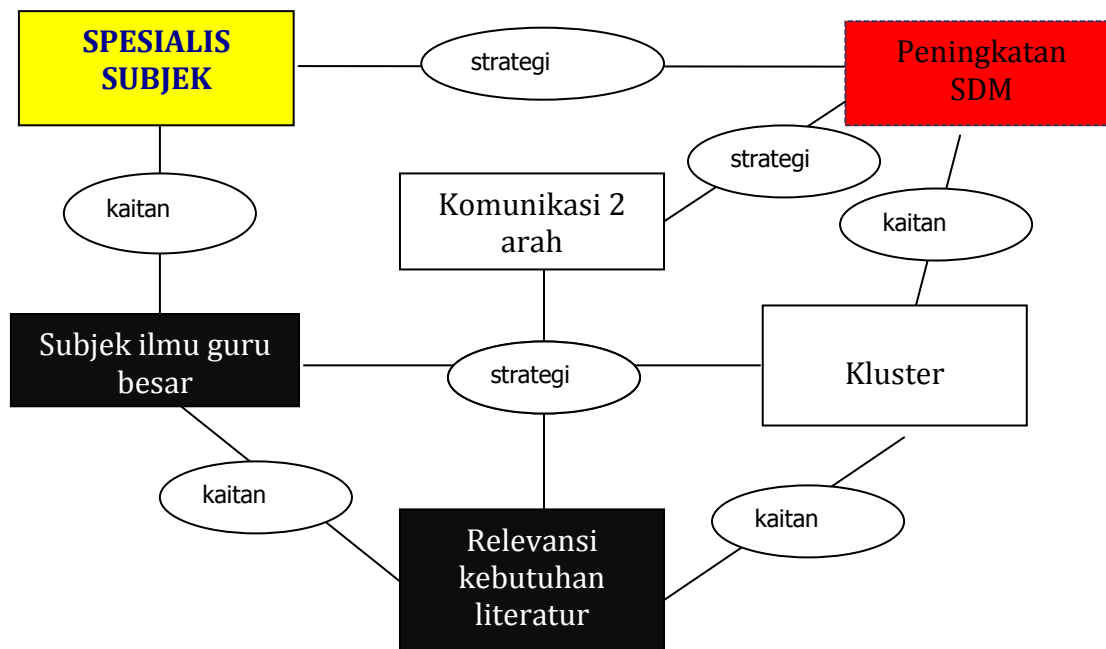 SPESIALIS
SUBJEK
strategi
Peningkatan
SDM
strategi
kaitan
Komunikasi 2
arah
kaitan
Subjek ilmu guru
besar
strategi
Kluster
kaitan
kaitan
Relevansi
kebutuhan
literatur